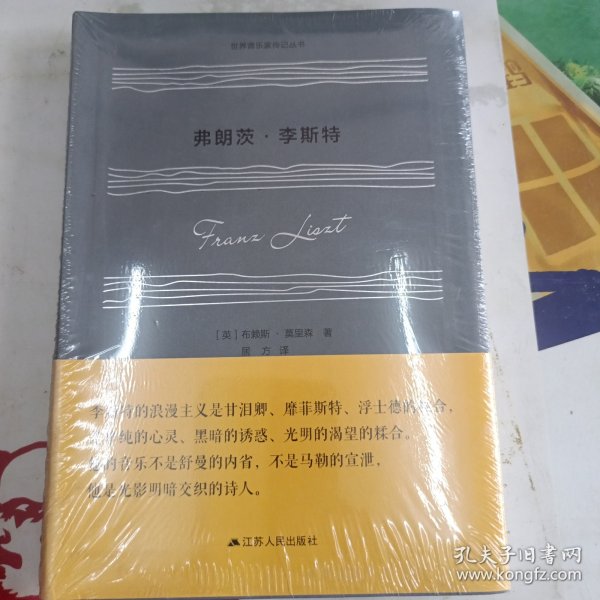 世界音乐家传记丛书
弗朗茨·李斯特
Franz Liszt
[英]布赖斯·莫里森 著
方 译
的浪漫主义是甘泪卿、靡菲斯特、浮士德的合,
纯的心灵、黑暗的诱惑、光明的渴望的糅合。
的音乐不是舒曼的内省,不是马勒的宣泄,
他是光影明暗交织的诗人。
江苏人民出版社
孔夫子旧书网
www.kongfz.com